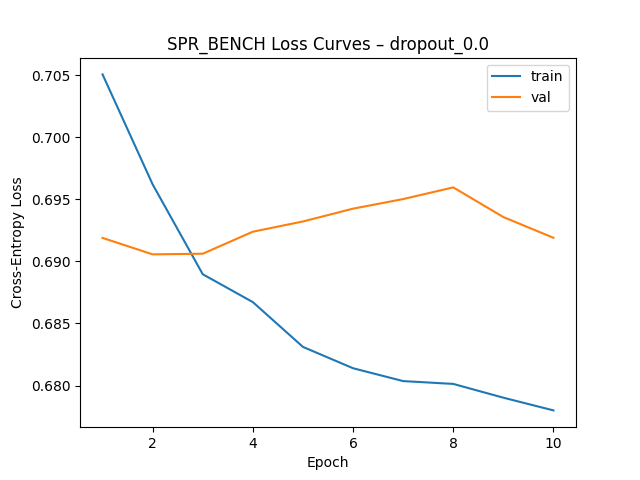 SPR_BENCH Loss Curves – dropout_0.0
train
val
Cross-Entropy Loss
0.705
0.700
0.695
0.690
0.685
0.680
2
4
6
8
10
Epoch